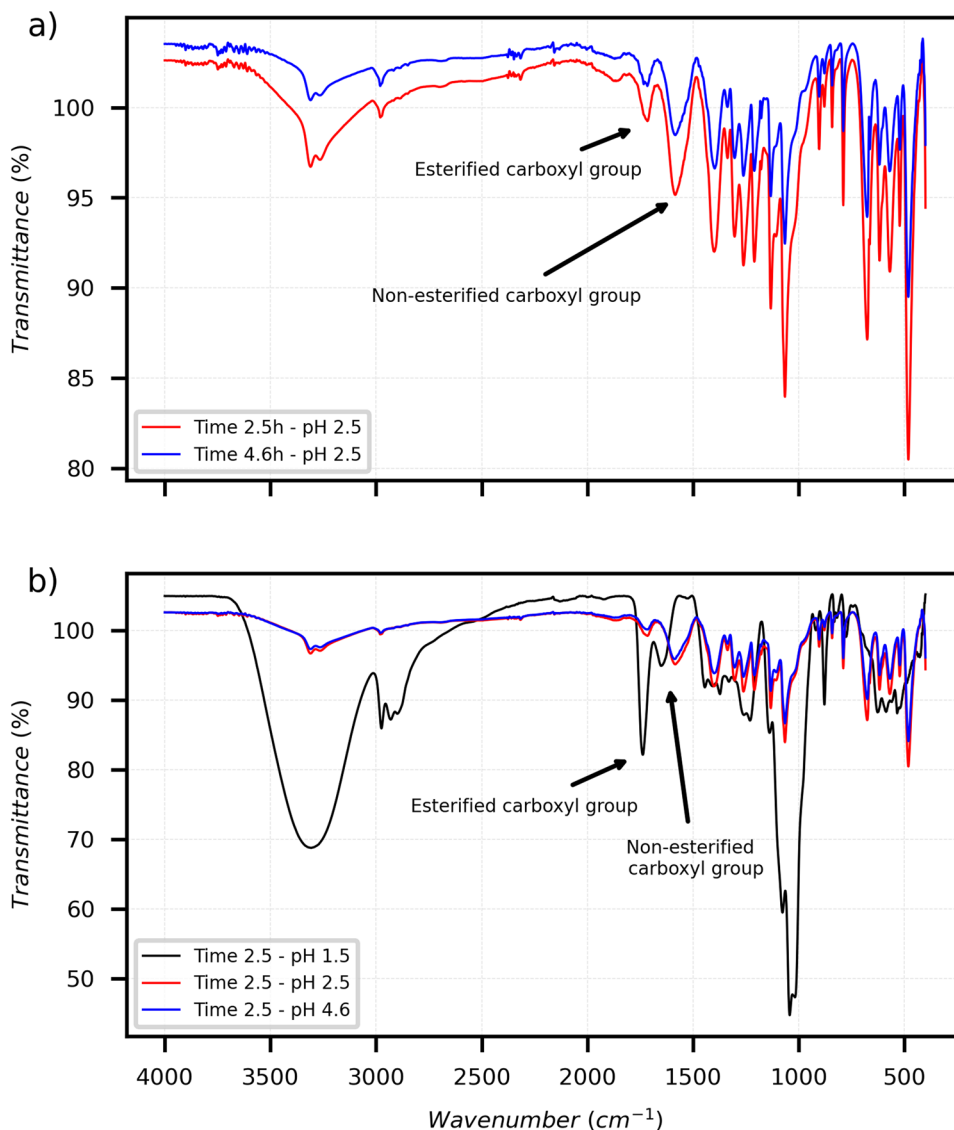 a)
100
95
90
85
80
Transmittance (%)
Esterified carboxyl group
Non-esterified carboxyl group
Time 2.5h - pH 2.5
Time 4.6h - pH 2.5
4000
3500
3000
2500
2000
1500
1000
500
b)
100
90
80
70
60
50
Transmittance (%)
Esterified carboxyl group
Non-esterified
carboxyl group
Time 2.5 - pH 1.5
Time 2.5 - pH 2.5
Time 2.5 - pH 4.6
4000
3500
3000
2500
2000
1500
1000
500
Wavenumber (cm⁻¹)